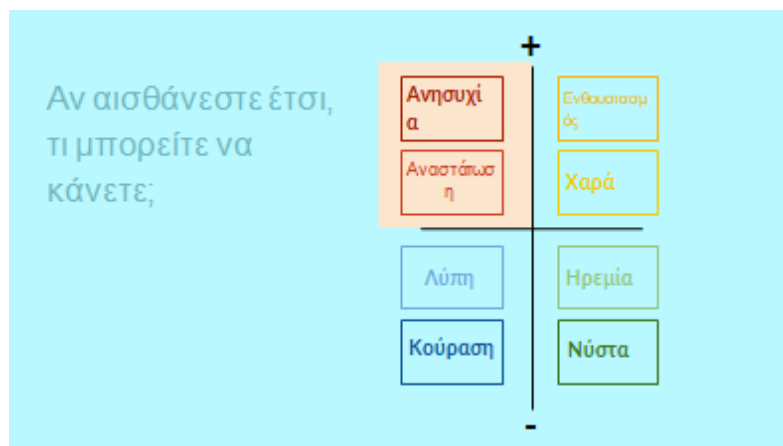 Αν αισθάνεστε έτσι,
τι μπορείτε να
κάνετε;
+
Ανησυχί
α
Ενθουσιασμ
ός
Αναστάτωσ
η
Χαρά
Λύπη
Ηρεμία
Κούραση
Νύστα
-